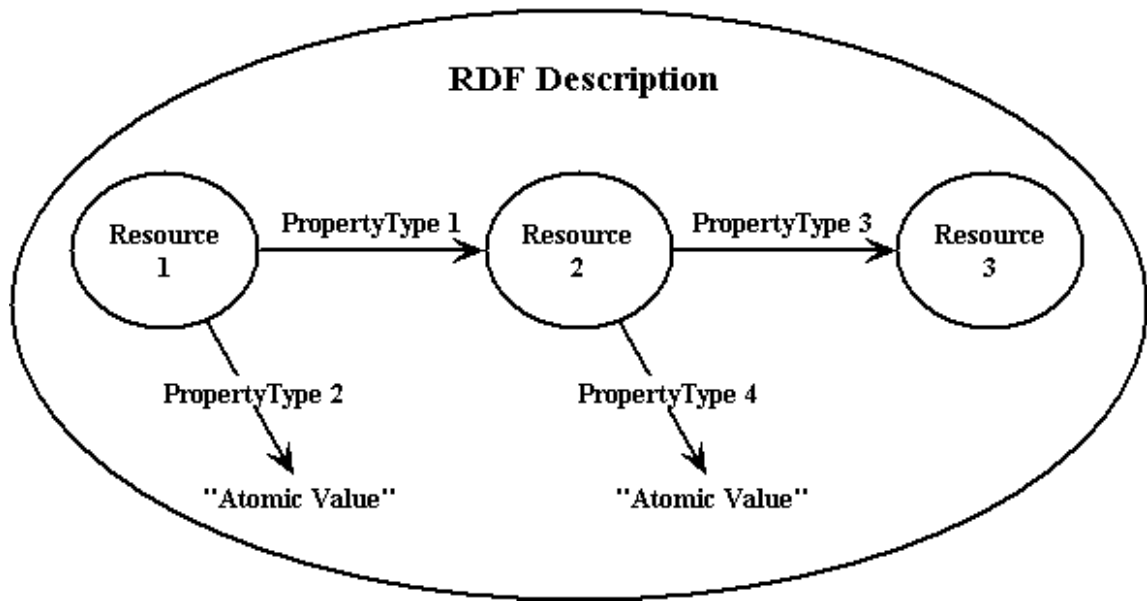 RDF Description
Resource
1
PropertyType 1
Resource
2
PropertyType 3
Resource
3
PropertyType 2
PropertyType 4
"Atomic Value"
"Atomic Value"